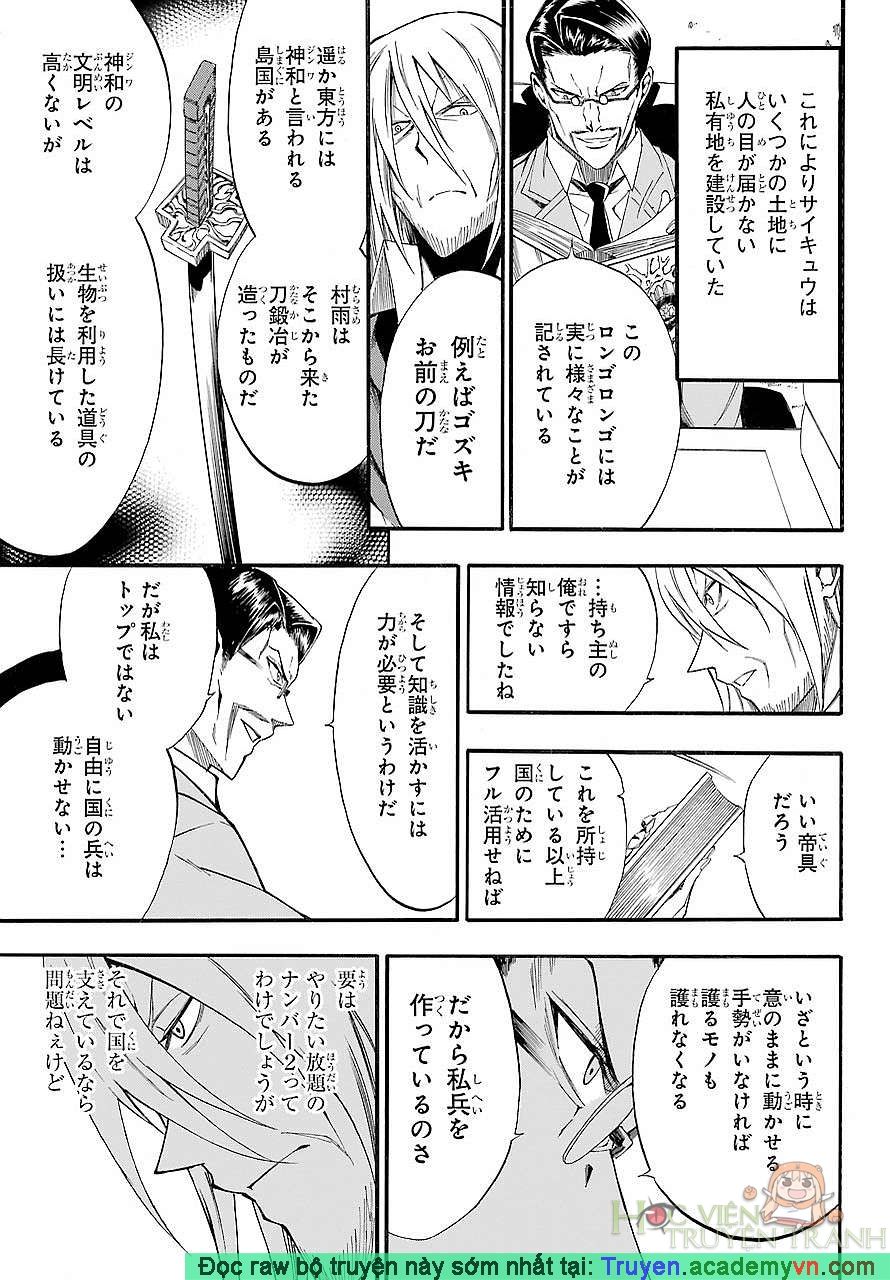 これによりサイキュウは
いくつかの土地に
人の目が届かない
私有地を建設していた
この
ロンゴロンゴには
実に様々なことが
記されている
例えばゴズキ
お前の刀だ
遥か東方には
神和と言われる
島国がある
村雨は
そこから来た
刀鍛冶が
造ったものだ
神和の
文明レベルは
高くないが
生物を利用した道具の
扱いには長けている
…持ち主の
俺ですら
知らない
情報でしたね
いい帝具
だろう
これを所持
している以上
国のために
フル活用せねば
そして知識を活かすには
力が必要というわけだ
だが私は
トップではない
自由に国の兵は
動かせない…
いざという時に
意のままに動かせる
手勢がいなければ
護るモノも
護れなくなる
だから私兵を
作っているのさ
要は
やりたい放題の
ナンバー2って
わけでしょうが
それで国を
支えているなら
問題ねぇけど
HỌC VIỆN
TRUYỆN TRANH
Đọc raw bộ truyện này sớm nhất tại: Truyen.academyvn.com